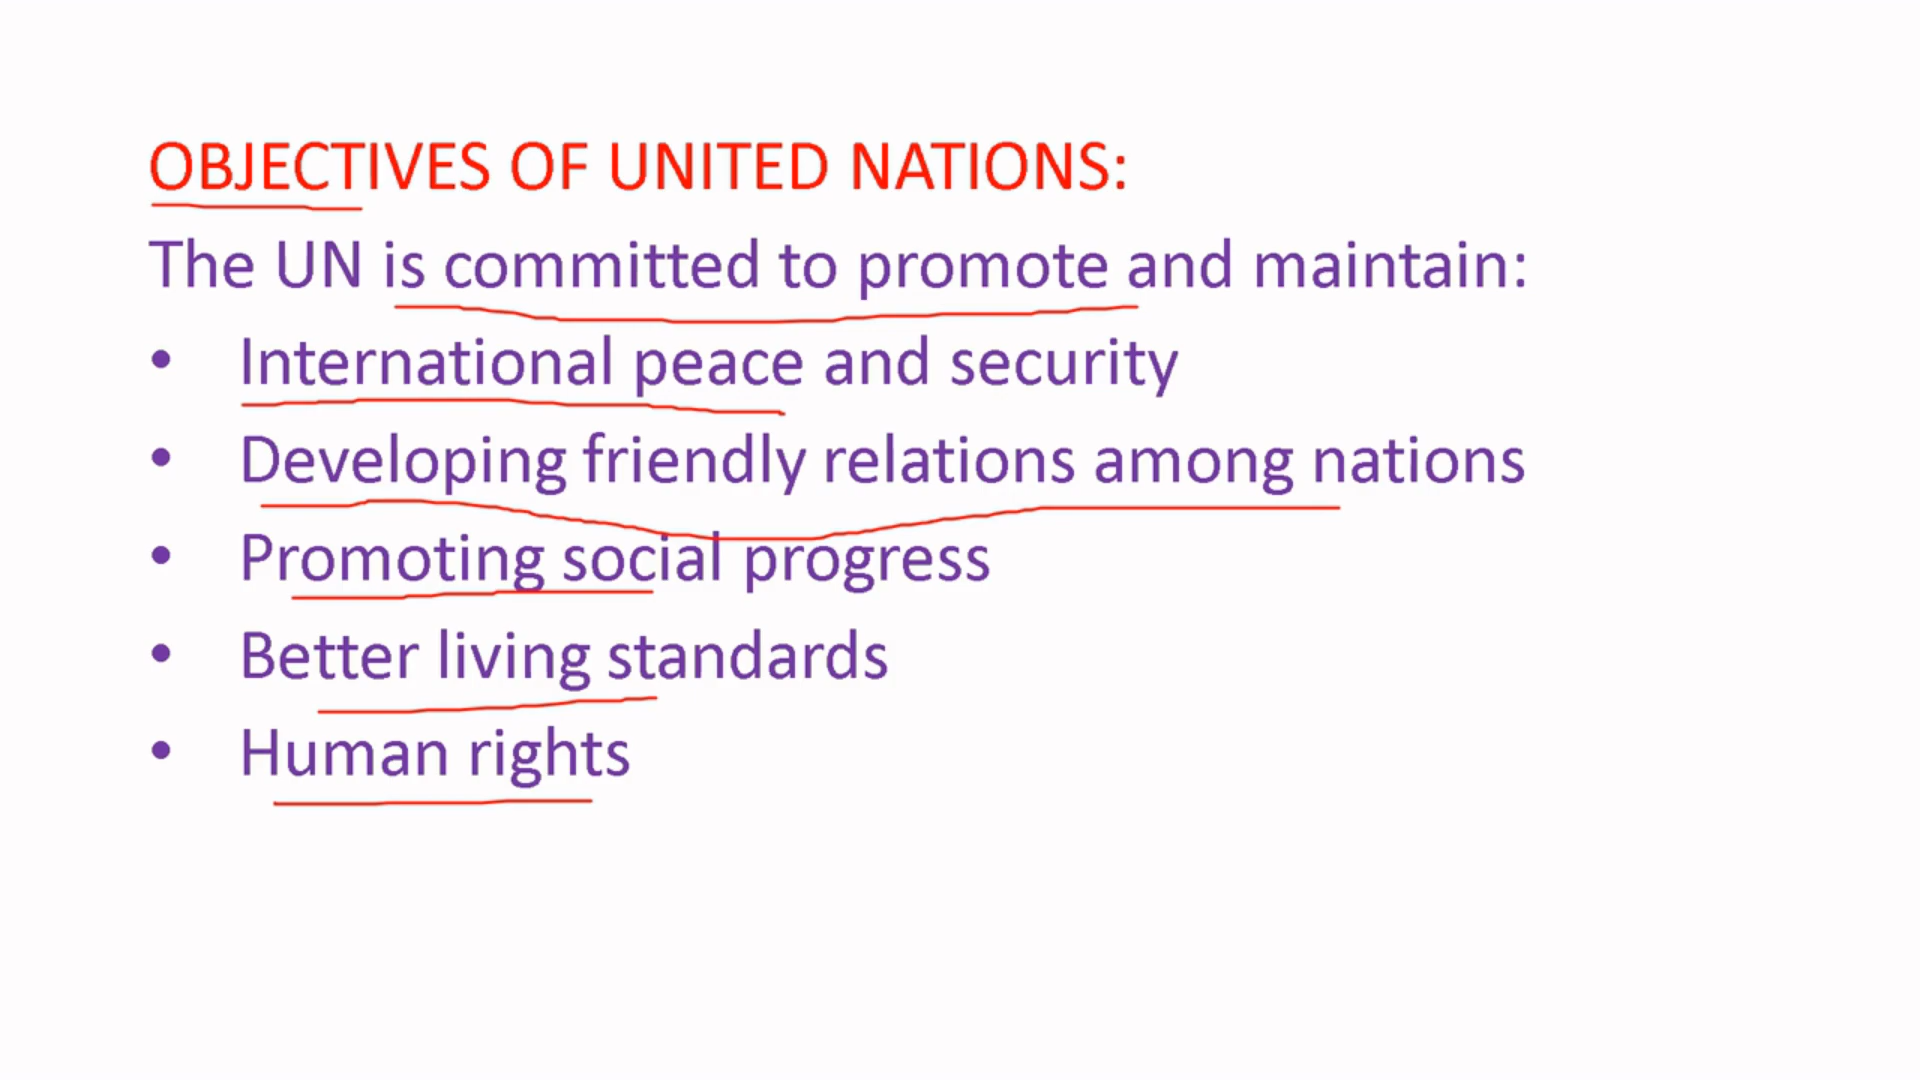 OBJECTIVES OF UNITED NATIONS:
The UN is committed to promote and maintain:
• International peace and security
• Developing friendly relations among nations
• Promoting social progress
• Better living standards
• Human rights